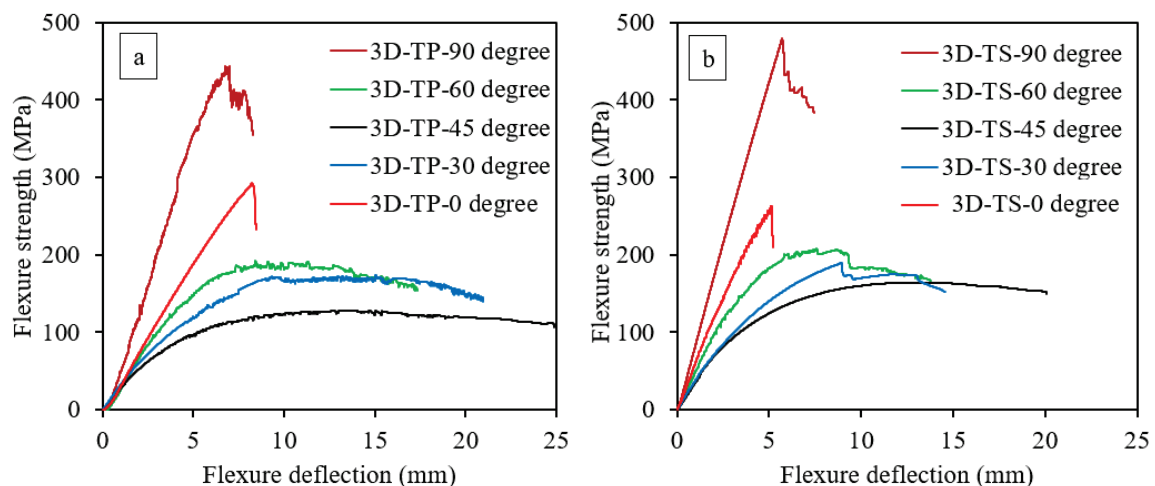 a
3D-TP-90 degree
3D-TP-60 degree
3D-TP-45 degree
3D-TP-30 degree
3D-TP-0 degree
Flexure strength (MPa)
500
400
300
200
100
0
0 5 10 15 20 25
Flexure deflection (mm)
b
3D-TS-90 degree
3D-TS-60 degree
3D-TS-45 degree
3D-TS-30 degree
3D-TS-0 degree
Flexure strength (MPa)
500
400
300
200
100
0
0 5 10 15 20 25
Flexure deflection (mm)